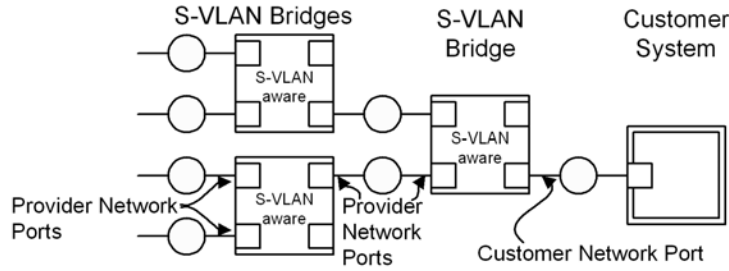 S-VLAN Bridges
S-VLAN
Bridge
Customer
System
S-VLAN
aware
S-VLAN
aware
S-VLAN
aware
Provider Network
Ports
Provider
Network
Ports
Customer Network Port